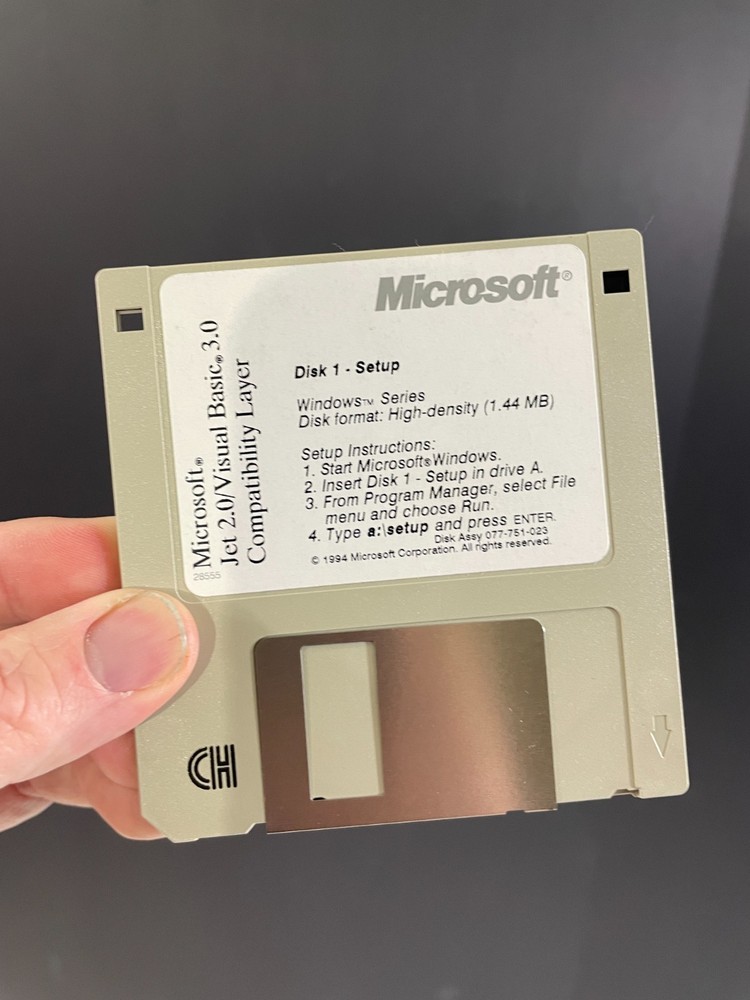 Microsoft®
Disk 1 - Setup
Windows™ Series
Disk format: High-density (1.44 MB)
Setup Instructions:
1. Start Microsoft® Windows.
2. Insert Disk 1 - Setup in drive A.
3. From Program Manager, select File
menu and choose Run.
4. Type a:\setup and press ENTER.
Disk Assy 077-751-023
© 1994 Microsoft Corporation. All rights reserved.
Microsoft®
Jet 2.0/Visual Basic® 3.0
Compatibility Layer
28555
CH